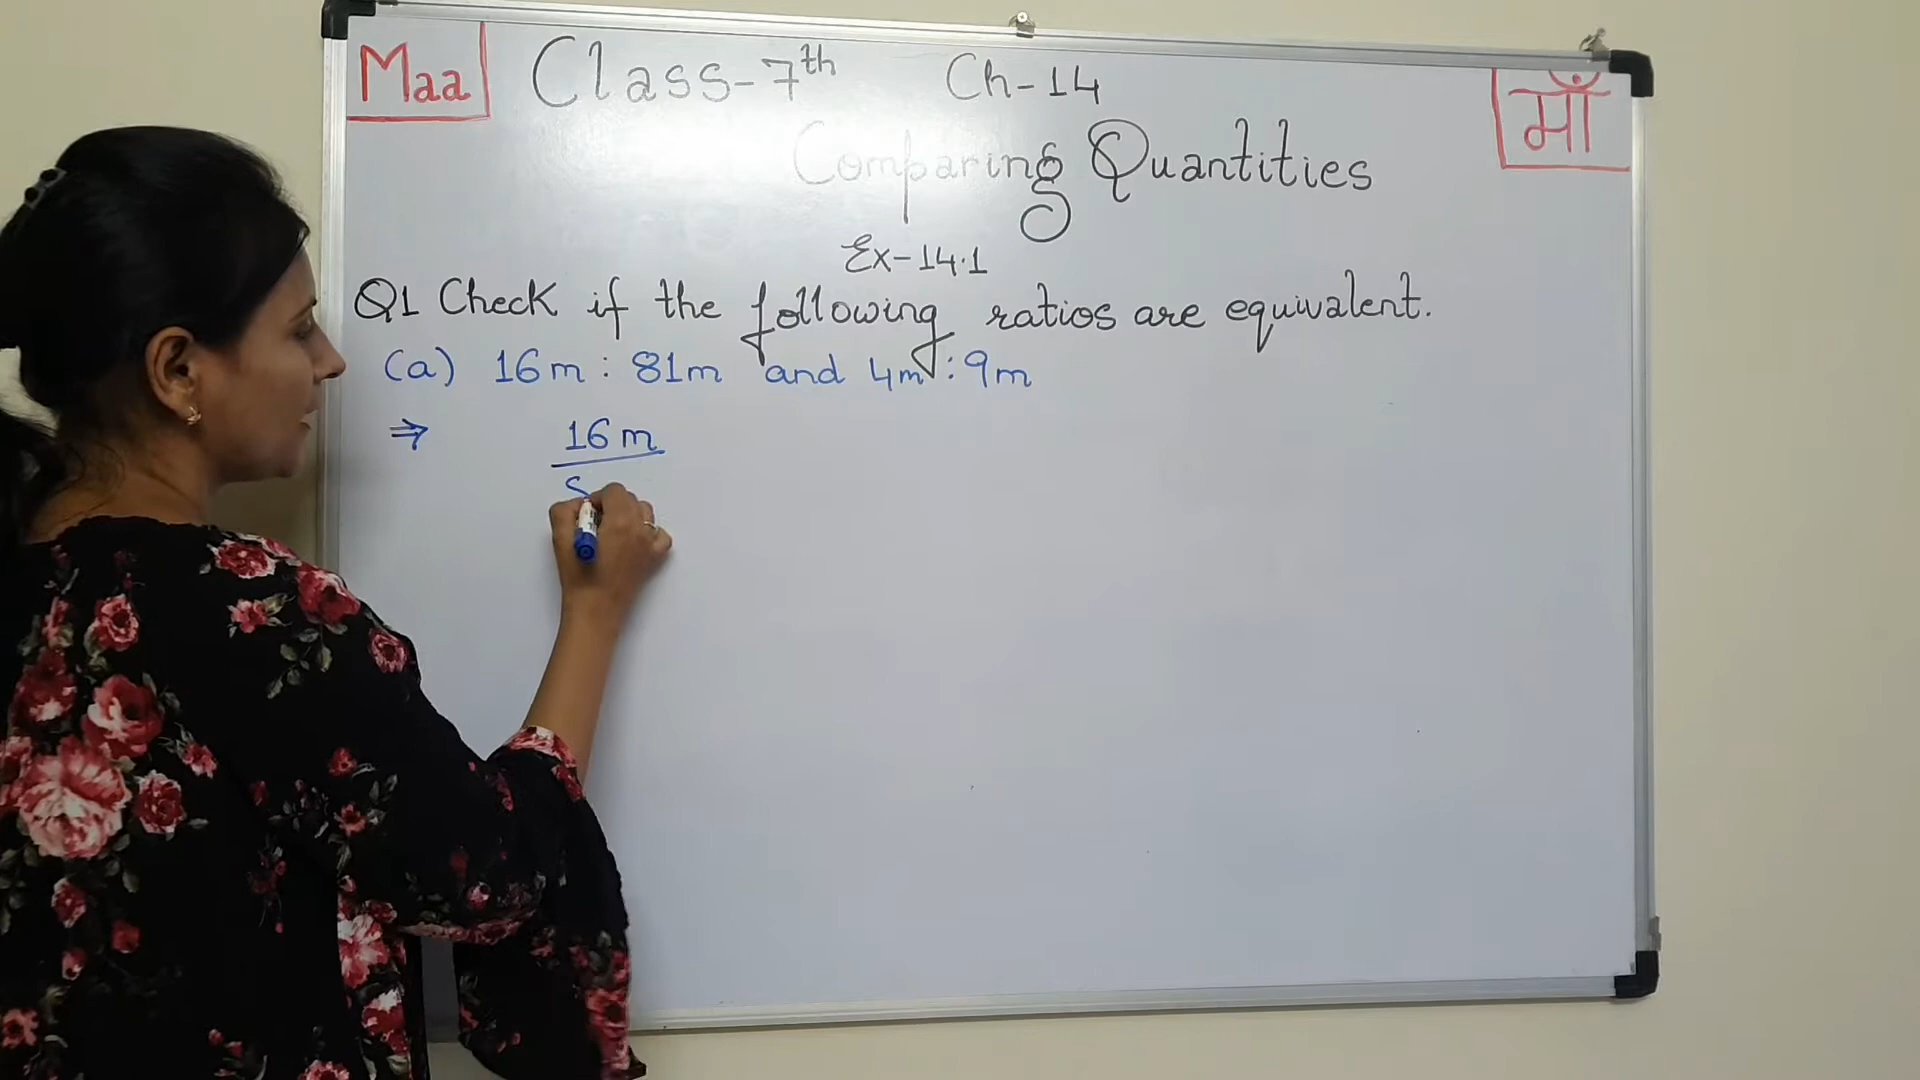 Maa Class-7th Ch-14 माँ
Comparing Quantities
Ex-14.1
Q1 Check if the following ratios are equivalent.
(a) 16m : 81m and 4m : 9m
⇒ 16 m